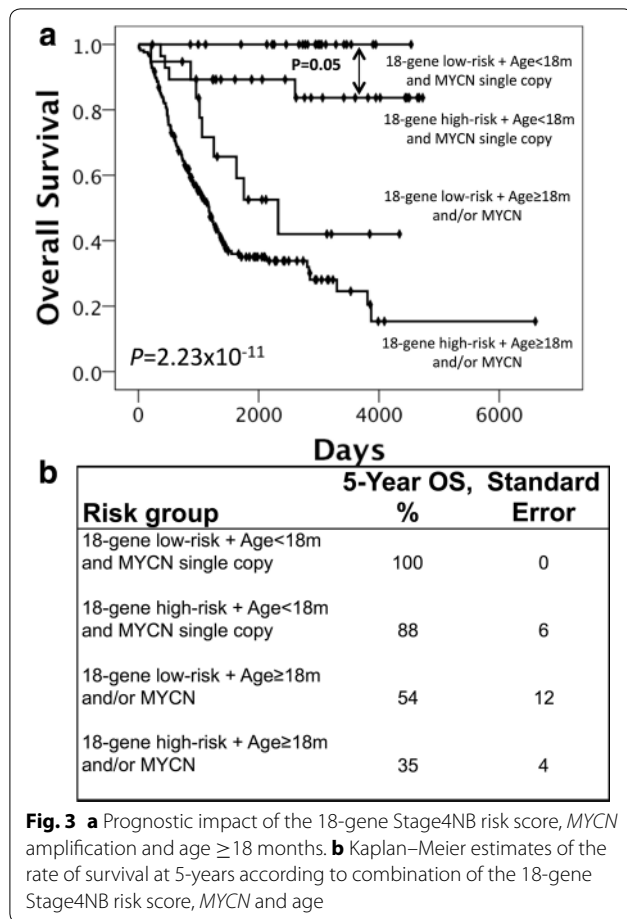 a
1.0
0.8
0.6
0.4
0.2
0.0
Overall Survival
P=0.05
18-gene low-risk + Age<18m
and MYCN single copy
18-gene high-risk + Age<18m
and MYCN single copy
18-gene low-risk + Age≥18m
and/or MYCN
18-gene high-risk + Age≥18m
and/or MYCN
P=2.23x10⁻¹¹
0 2000 4000 6000
Days
b
Risk group 5-Year OS, % Standard Error
18-gene low-risk + Age<18m
and MYCN single copy 100 0
18-gene high-risk + Age<18m
and MYCN single copy 88 6
18-gene low-risk + Age≥18m
and/or MYCN 54 12
18-gene high-risk + Age≥18m
and/or MYCN 35 4
Fig. 3 a Prognostic impact of the 18-gene Stage4NB risk score, MYCN
amplification and age ≥18 months. b Kaplan–Meier estimates of the
rate of survival at 5-years according to combination of the 18-gene
Stage4NB risk score, MYCN and age